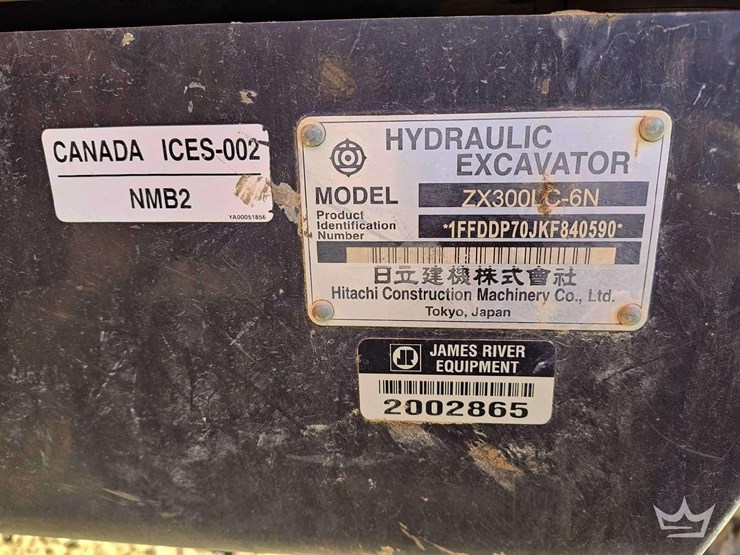 CANADA ICES-002
NMB2
YA00051856
HYDRAULIC
EXCAVATOR
MODEL ZX300LC-6N
Product
Identification
Number
*1FFDDP70JKF840590*
日立建機株式會社
Hitachi Construction Machinery Co., Ltd.
Tokyo, Japan
JAMES RIVER
EQUIPMENT
2002865